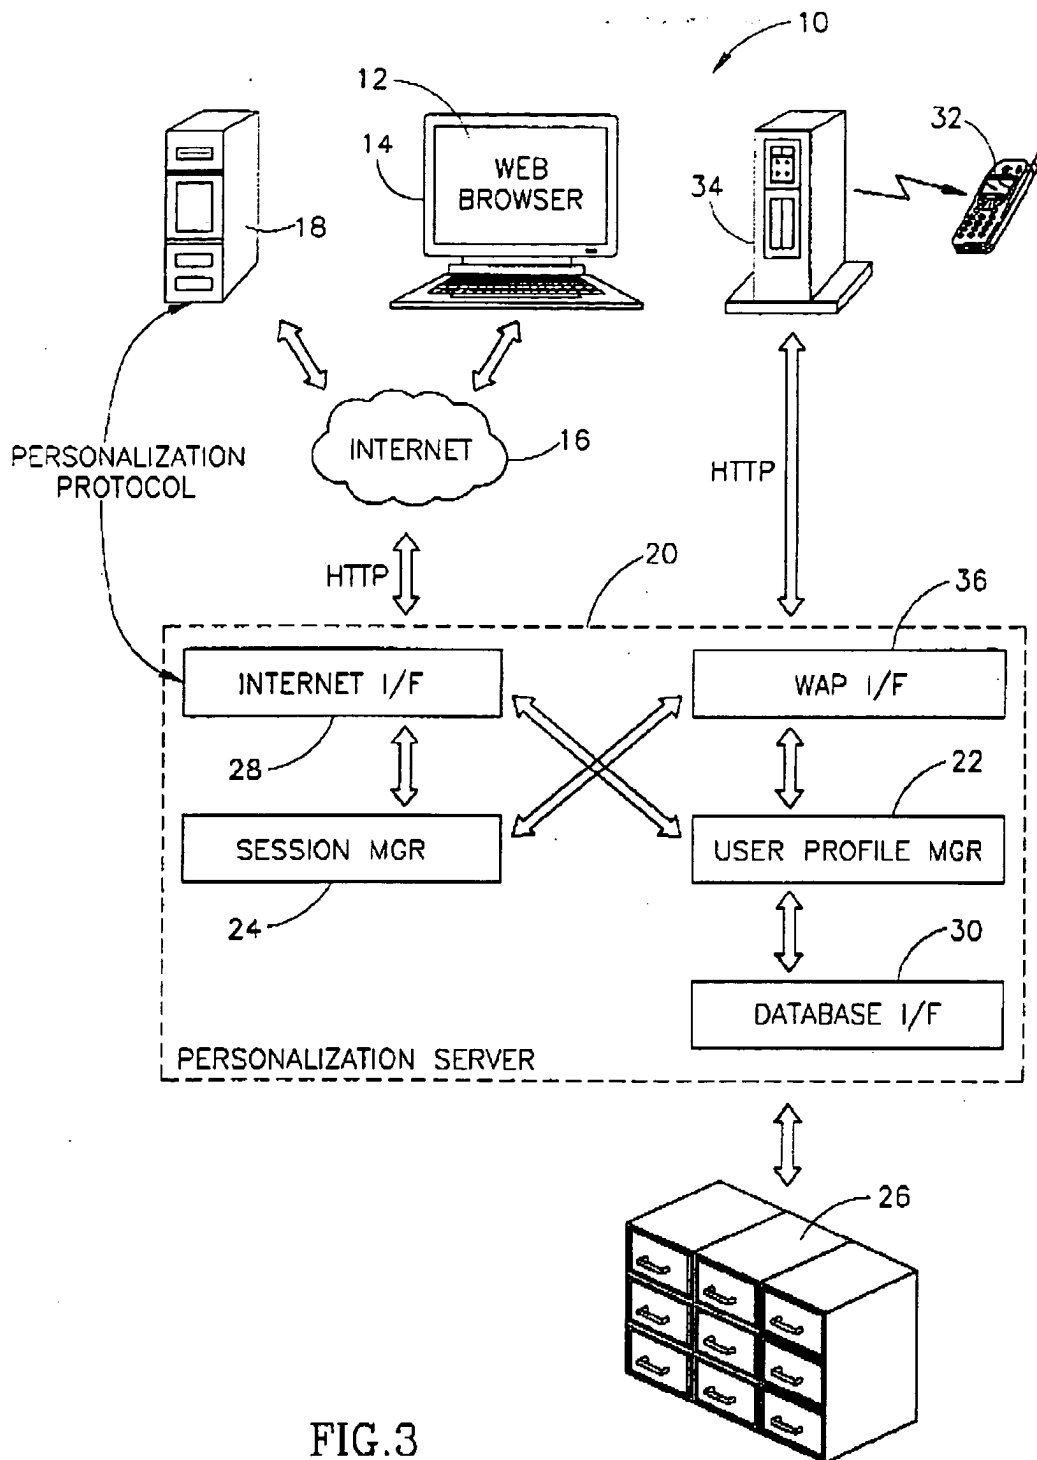 10
12
14
WEB
BROWSER
32
34
18
PERSONALIZATION
PROTOCOL
INTERNET
16
HTTP
HTTP
20
36
INTERNET I/F
WAP I/F
28
22
SESSION MGR
USER PROFILE MGR
24
30
DATABASE I/F
PERSONALIZATION SERVER
26
FIG.3